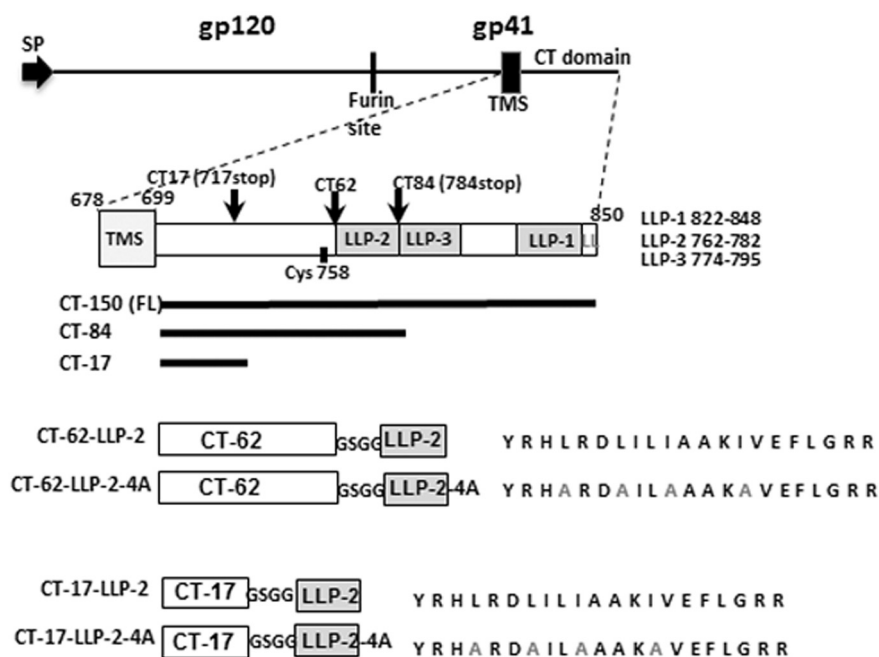 gp120 gp41
SP CT domain
Furin site TMS
CT17 (717stop) CT62 CT84 (784stop)
678 699 850
TMS LLP-2 LLP-3 LLP-1 LL
Cys 758
LLP-1 822-848
LLP-2 762-782
LLP-3 774-795
CT-150 (FL)
CT-84
CT-17
CT-62-LLP-2 CT-62 GSGG LLP-2 Y R H L R D L I L I A A K I V E F L G R R
CT-62-LLP-2-4A CT-62 GSGG LLP-2-4A Y R H A R D A I L A A A K A V E F L G R R
CT-17-LLP-2 CT-17 GSGG LLP-2 Y R H L R D L I L I A A K I V E F L G R R
CT-17-LLP-2-4A CT-17 GSGG LLP-2-4A Y R H A R D A I L A A A K A V E F L G R R